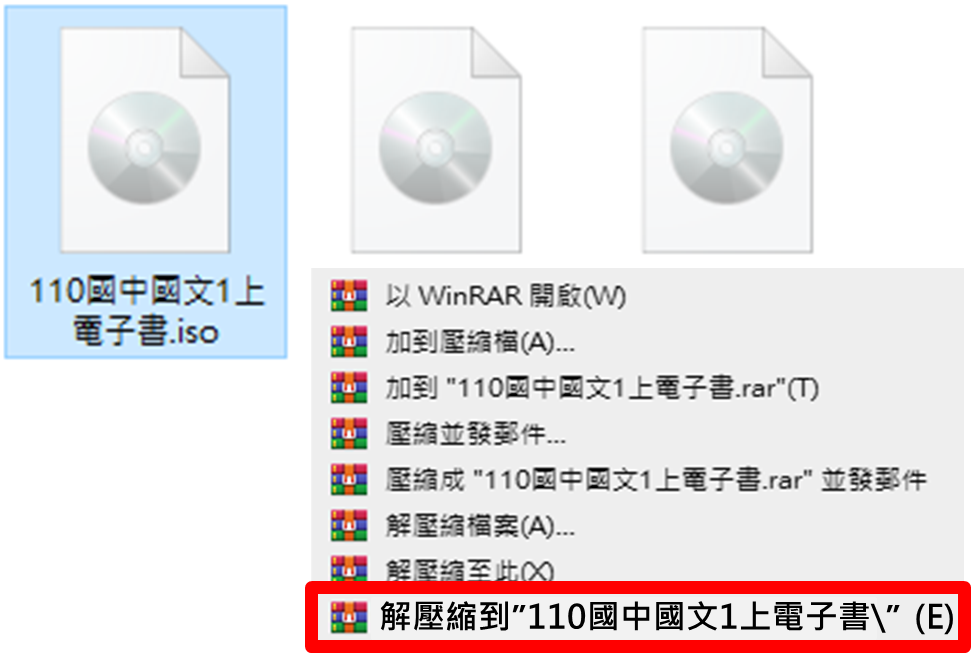 110國中國文1上
電子書.iso
以 WinRAR 開啟(W)
加到壓縮檔(A)...
加到 "110國中國文1上電子書.rar"(T)
壓縮並發郵件...
壓縮成 "110國中國文1上電子書.rar" 並發郵件
解壓縮檔案(A)...
解壓縮至此(X)
解壓縮到”110國中國文1上電子書\” (E)